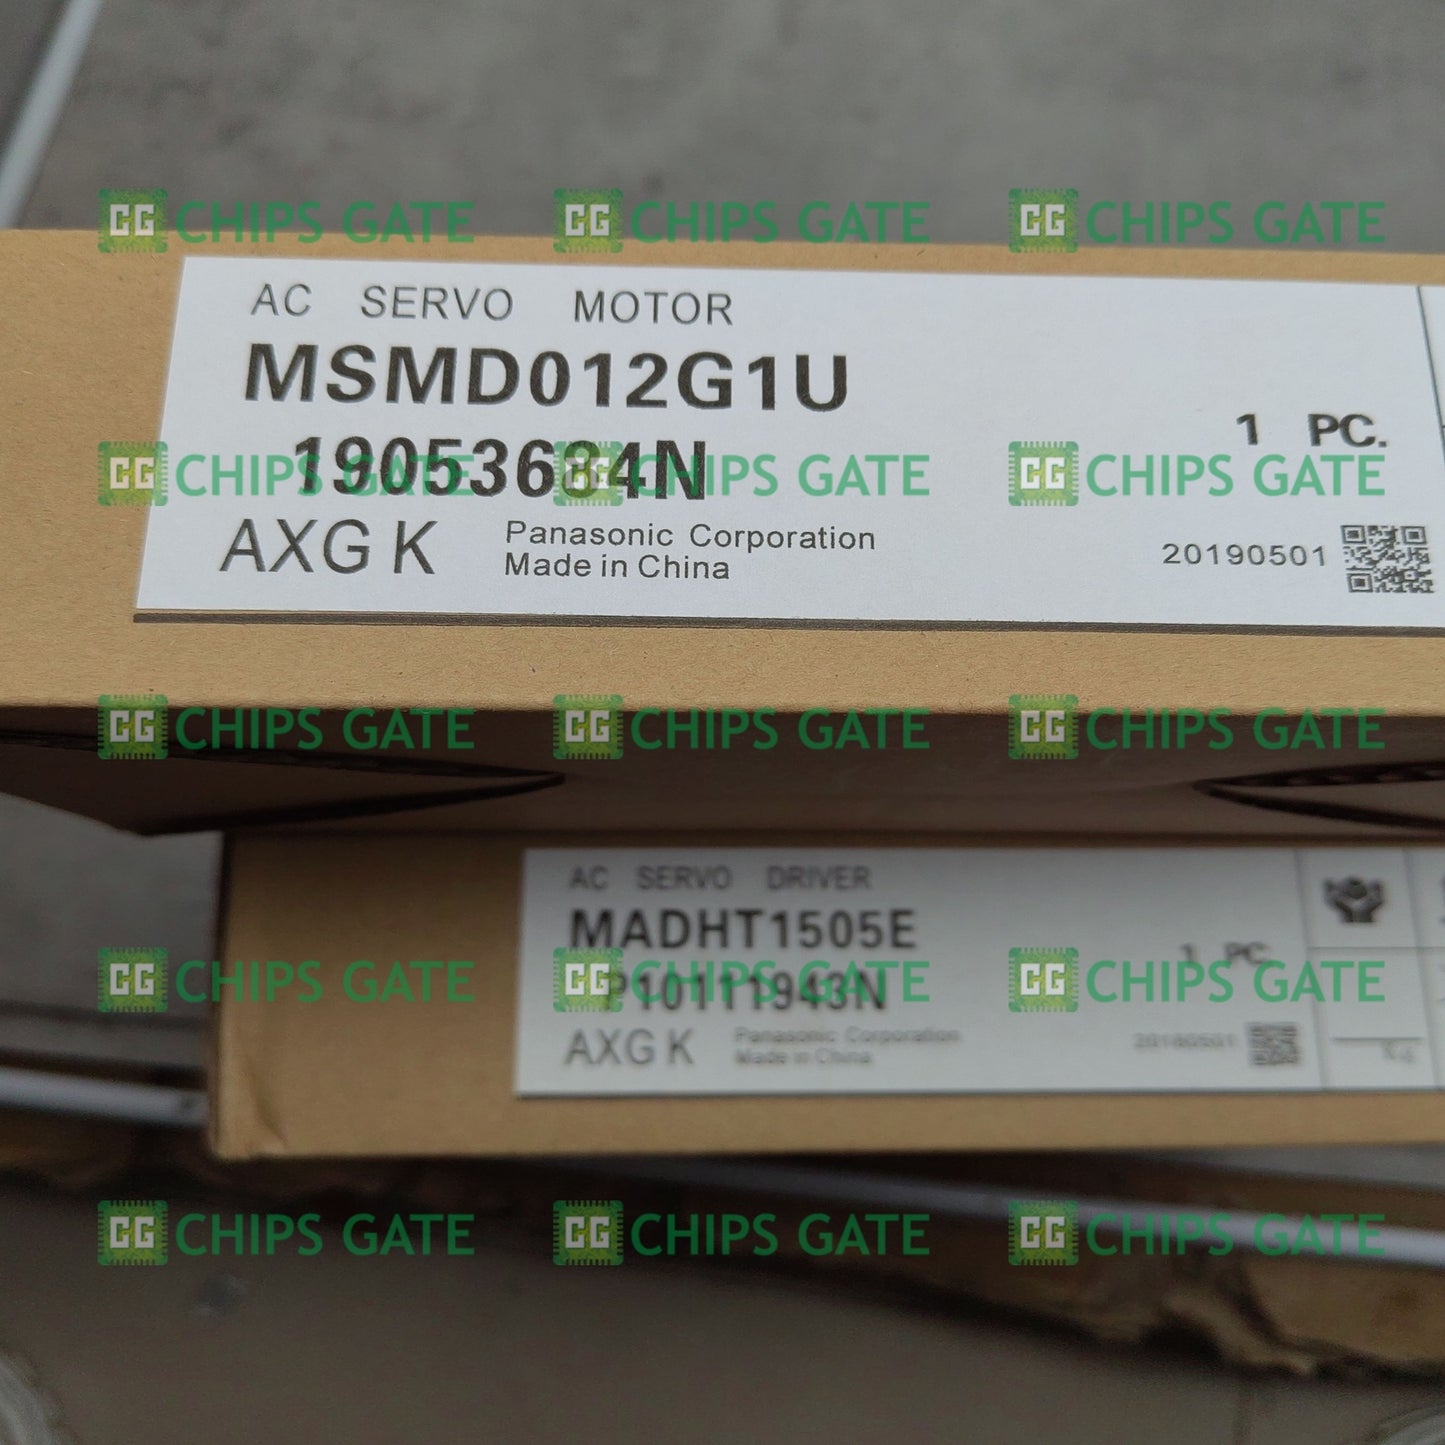 CG CHIPS GATE CG CHIPS GATE CG CHIPS GATE
AC SERVO MOTOR
MSMD012G1U
1 PC.
19053684N
CG CHIPS GATE CG CHIPS GATE CG CHIPS GATE
AXG K
Panasonic Corporation
Made in China
20190501
CG CHIPS GATE CG CHIPS GATE CG CHIPS GATE
AC SERVO DRIVER
MADHT1505E
1 PC.
P10111943N
CG CHIPS GATE CG CHIPS GATE CG CHIPS GATE
AXG K
Panasonic Corporation
Made in China
CG CHIPS GATE CG CHIPS GATE CG CHIPS GATE